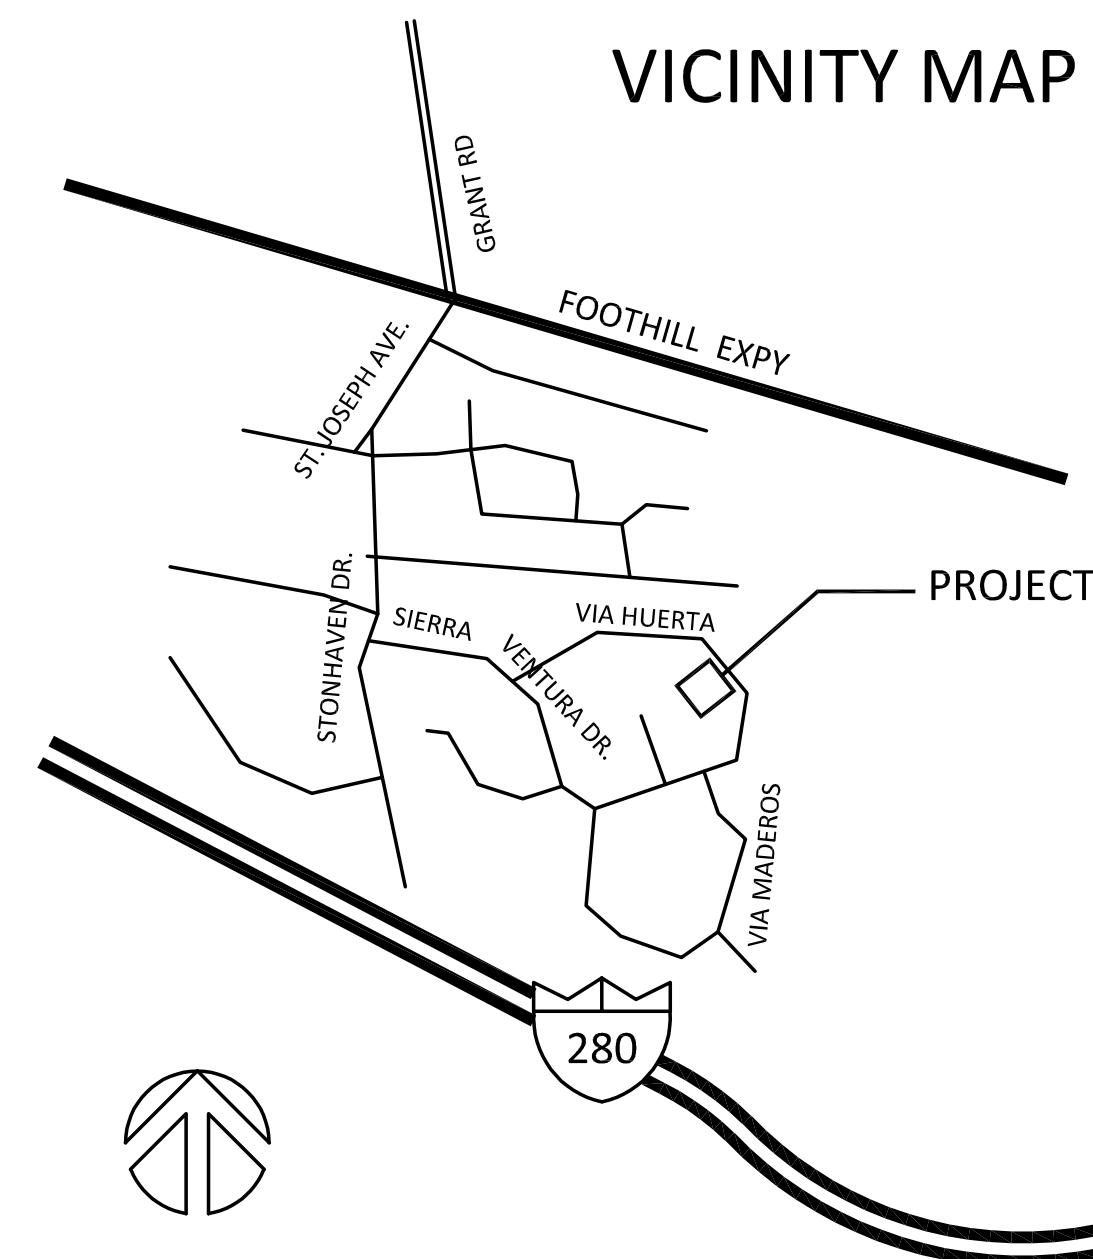 VICINITY MAP
GRANT RD
FOOTHILL EXPY
ST. JOSEPH AVE.
PROJECT
STONHAVEN DR.
SIERRA
VENTURA DR.
VIA HUERTA
VIA MADEROS
280